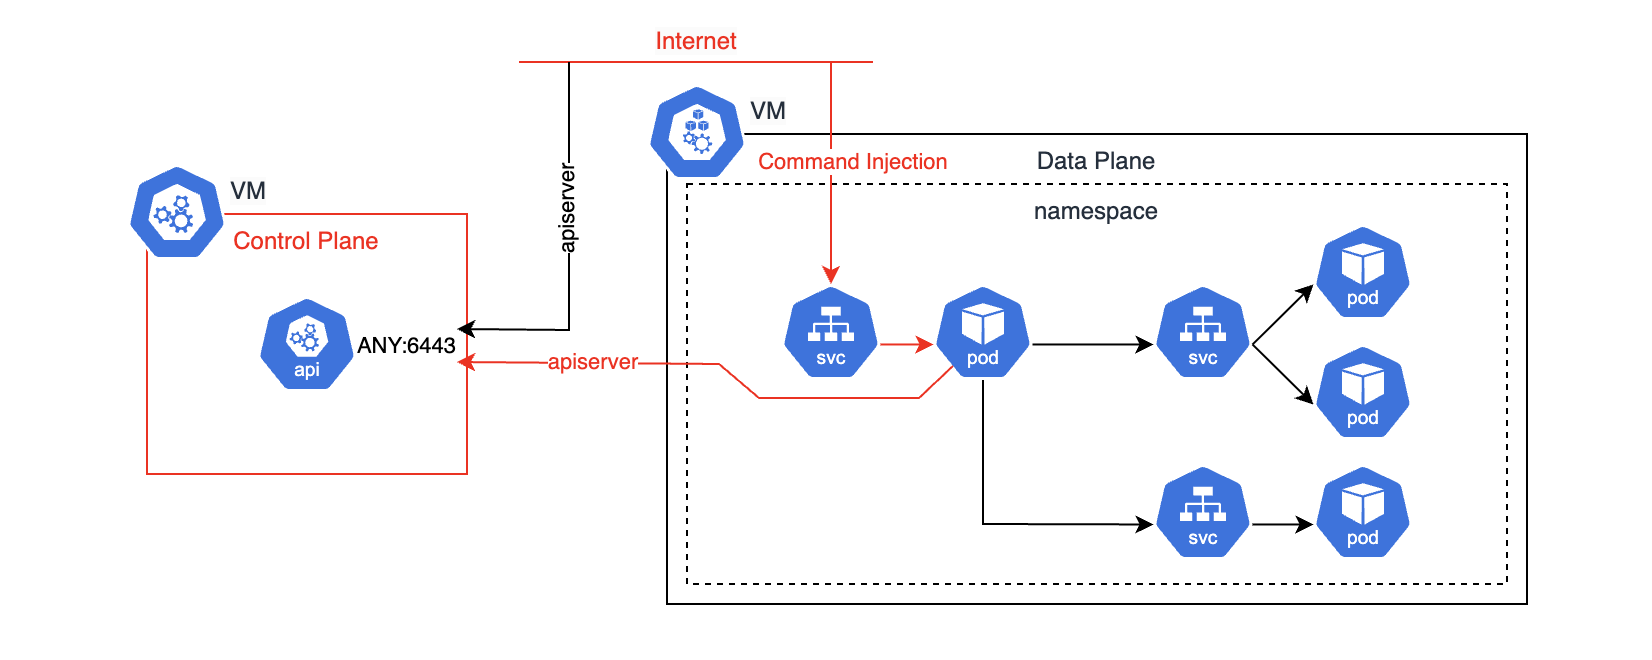 Internet
VM
Command Injection
Data Plane
namespace
apiserver
VM
Control Plane
ANY:6443
api
apiserver
svc
pod
svc
pod
pod
svc
pod